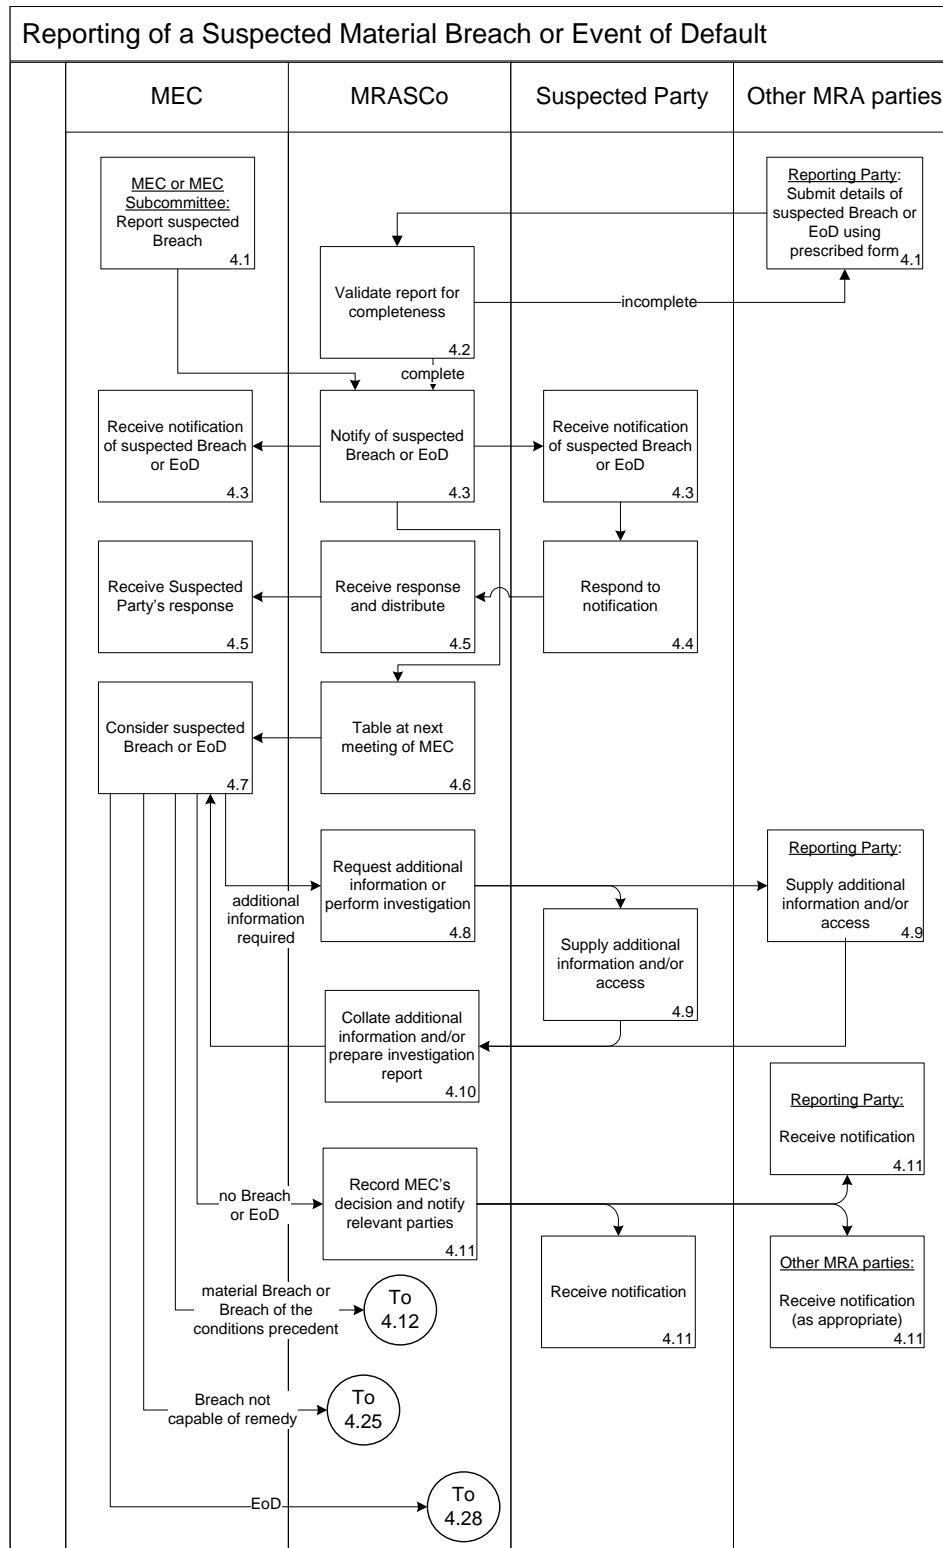 Reporting of a Suspected Material Breach or Event of Default
MEC
MRASCo
Suspected Party
Other MRA parties
MEC or MEC
Subcommittee:
Report suspected
Breach
4.1
Reporting Party:
Submit details of
suspected Breach or
EoD using
prescribed form
4.1
Validate report for
completeness
4.2
incomplete
complete
Receive notification
of suspected Breach
or EoD
4.3
Notify of suspected
Breach or EoD
4.3
Receive notification
of suspected Breach
or EoD
4.3
Receive Suspected
Party's response
4.5
Receive response
and distribute
4.5
Respond to
notification
4.4
Consider suspected
Breach or EoD
4.7
Table at next
meeting of MEC
4.6
additional
information
required
Request additional
information or
perform investigation
4.8
Supply additional
information and/or
access
4.9
Reporting Party:
Supply additional
information and/or
access
4.9
Collate additional
information and/or
prepare investigation
report
4.10
no Breach
or EoD
Record MEC's
decision and notify
relevant parties
4.11
Reporting Party:
Receive notification
4.11
Receive notification
4.11
Other MRA parties:
Receive notification
(as appropriate)
4.11
material Breach or
Breach of the
conditions precedent
To
4.12
Breach not
capable of remedy
To
4.25
EoD
To
4.28